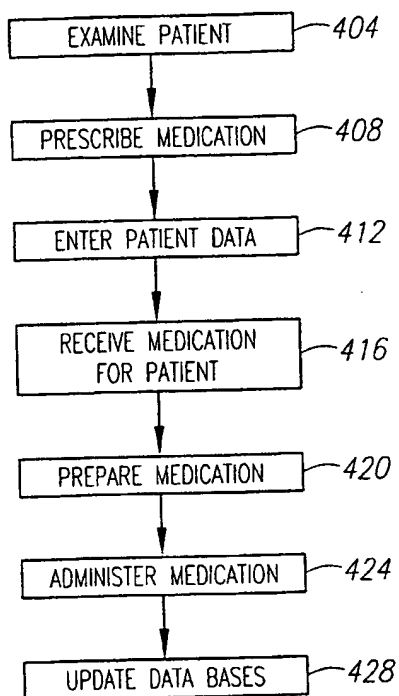 EXAMINE PATIENT 404
PRESCRIBE MEDICATION 408
ENTER PATIENT DATA 412
RECEIVE MEDICATION
FOR PATIENT 416
PREPARE MEDICATION 420
ADMINISTER MEDICATION 424
UPDATE DATA BASES 428